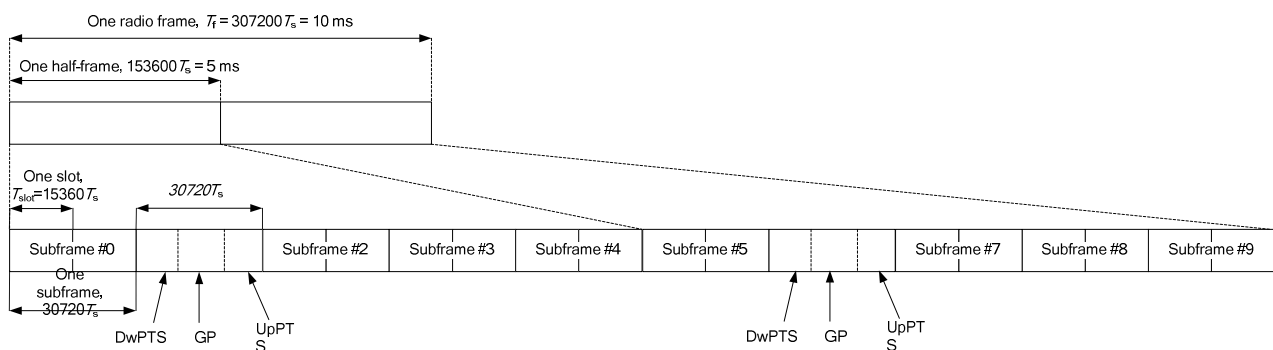 One radio frame, Tf = 307200Ts = 10 ms
One half-frame, 153600Ts = 5 ms
One slot,
Tslot=15360Ts
30720Ts
Subframe #0
Subframe #2
Subframe #3
Subframe #4
Subframe #5
Subframe #7
Subframe #8
Subframe #9
One
subframe,
30720Ts
DwPTS
GP
UpPT
S
DwPTS
GP
UpPT
S